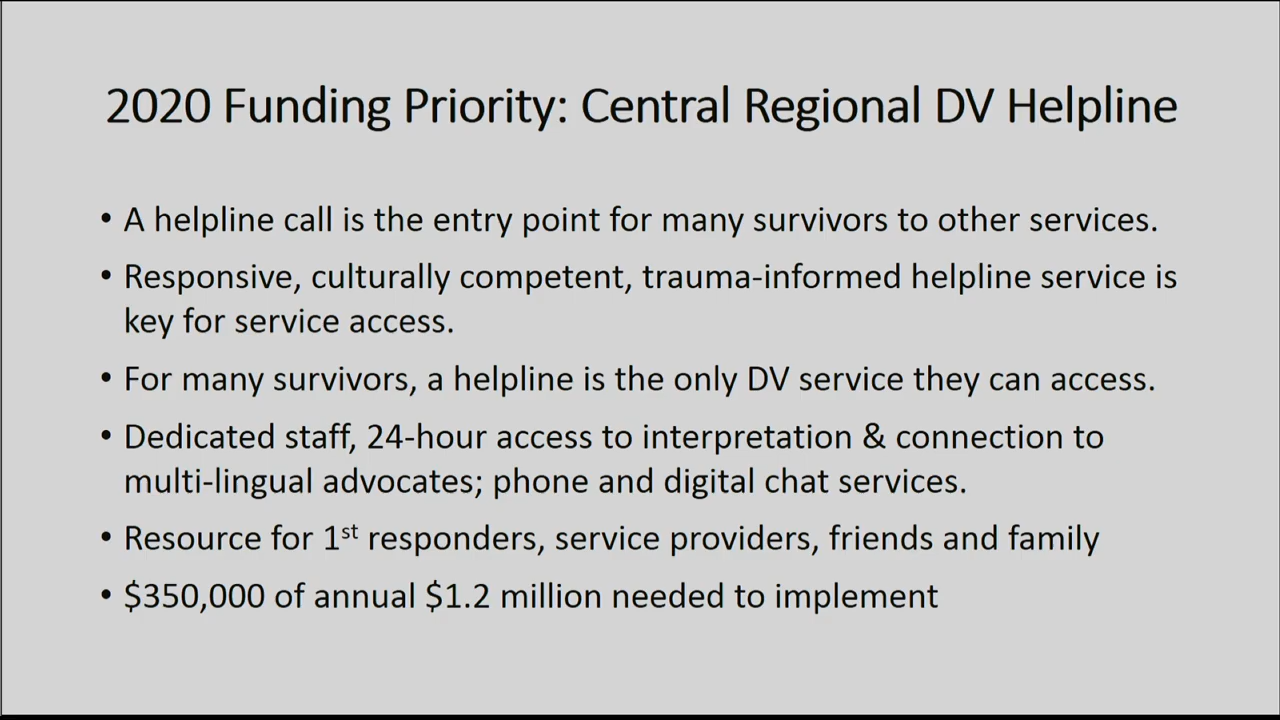 2020 Funding Priority: Central Regional DV Helpline
• A helpline call is the entry point for many survivors to other services.
• Responsive, culturally competent, trauma-informed helpline service is
key for service access.
• For many survivors, a helpline is the only DV service they can access.
• Dedicated staff, 24-hour access to interpretation & connection to
multi-lingual advocates; phone and digital chat services.
• Resource for 1st responders, service providers, friends and family
• $350,000 of annual $1.2 million needed to implement